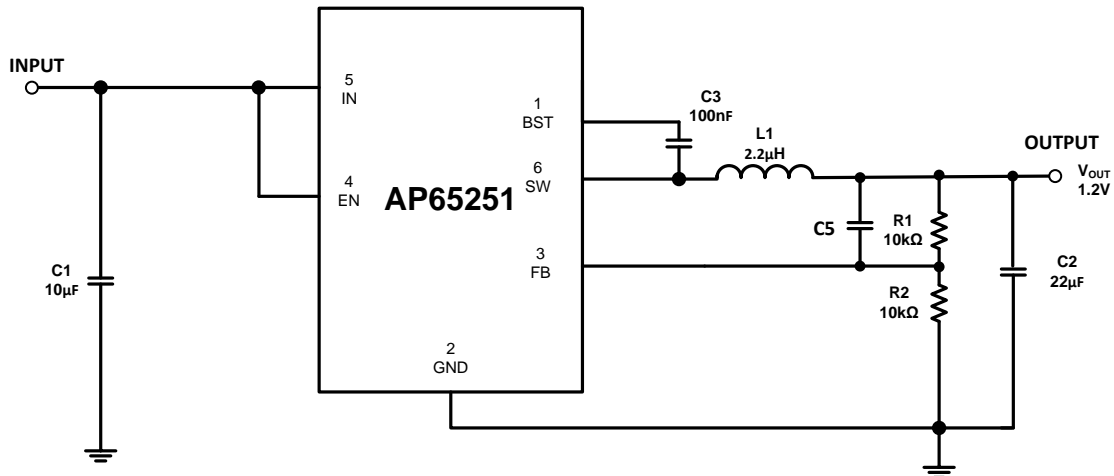 INPUT
C1
10µF
5
IN
4
EN
AP65251
1
BST
6
SW
3
FB
2
GND
C3
100nF
L1
2.2µH
C5
R1
10kΩ
R2
10kΩ
C2
22µF
OUTPUT
VOUT
1.2V